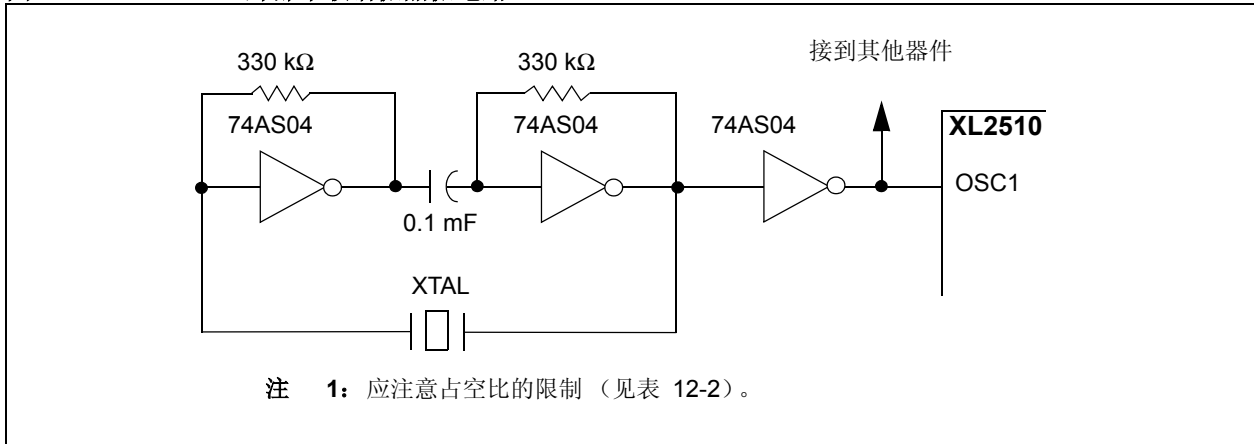 330 kΩ
330 kΩ
接到其他器件
74AS04
74AS04
74AS04
XL2510
OSC1
0.1 mF
XTAL
注 1：应注意占空比的限制 （见表 12-2）。